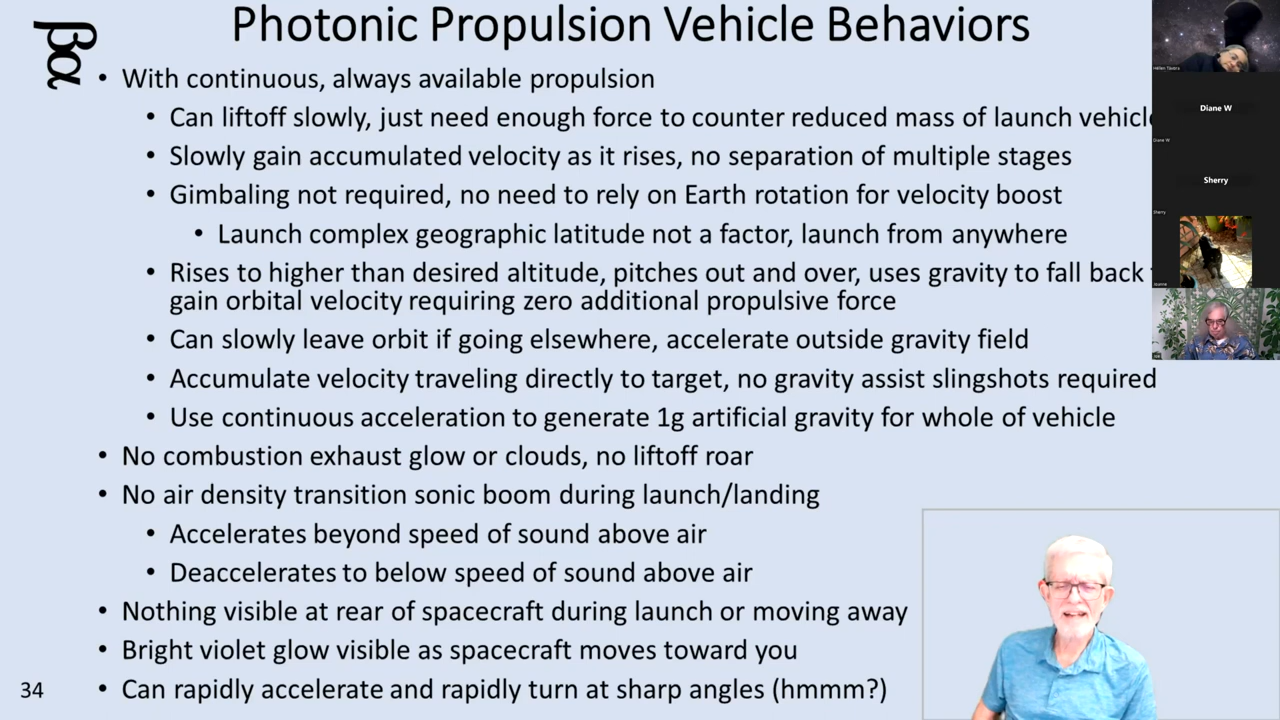 Photonic Propulsion Vehicle Behaviors
βα
• With continuous, always available propulsion
• Can liftoff slowly, just need enough force to counter reduced mass of launch vehicle
• Slowly gain accumulated velocity as it rises, no separation of multiple stages
• Gimbaling not required, no need to rely on Earth rotation for velocity boost
• Launch complex geographic latitude not a factor, launch from anywhere
• Rises to higher than desired altitude, pitches out and over, uses gravity to fall back
gain orbital velocity requiring zero additional propulsive force
• Can slowly leave orbit if going elsewhere, accelerate outside gravity field
• Accumulate velocity traveling directly to target, no gravity assist slingshots required
• Use continuous acceleration to generate 1g artificial gravity for whole of vehicle
• No combustion exhaust glow or clouds, no liftoff roar
• No air density transition sonic boom during launch/landing
• Accelerates beyond speed of sound above air
• Deaccelerates to below speed of sound above air
• Nothing visible at rear of spacecraft during launch or moving away
• Bright violet glow visible as spacecraft moves toward you
• Can rapidly accelerate and rapidly turn at sharp angles (hmmm?)
34
Diane W
Diane W
Sherry
Sherry